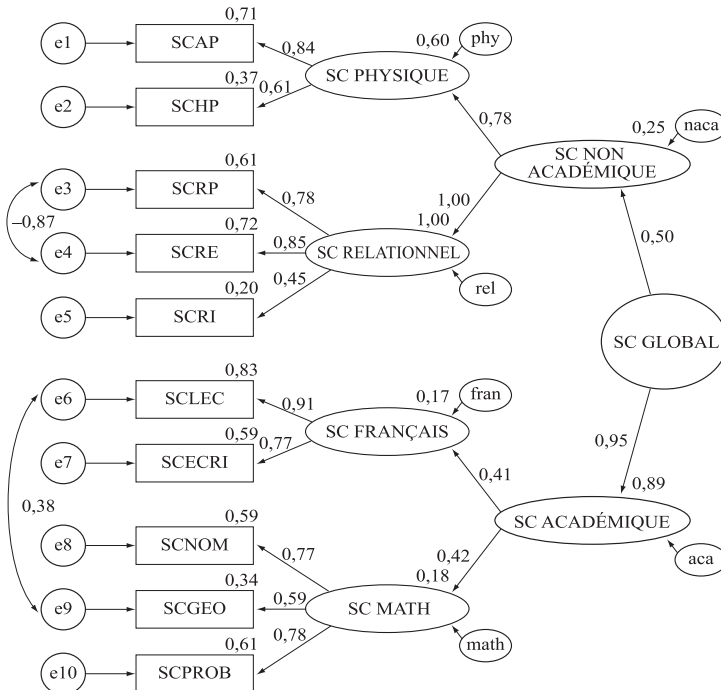 0,71
e1
SCAP
0,84
0,60
phy
SC PHYSIQUE
0,37
0,61
e2
SCHP
0,78
0,25
naca
SC NON
ACADÉMIQUE
0,61
e3
SCRP
0,78
1,00
1,00
–0,87
0,72
e4
SCRE
0,85
SC RELATIONNEL
0,50
0,45
rel
0,20
e5
SCRI
SC GLOBAL
0,83
e6
SCLEC
0,91
0,17
fran
SC FRANÇAIS
0,59
0,77
e7
SCECRI
0,95
0,41
0,89
0,38
0,59
e8
SCNOM
0,77
SC ACADÉMIQUE
0,42
0,18
aca
0,34
e9
SCGEO
0,59
SC MATH
0,78
math
0,61
e10
SCPROB